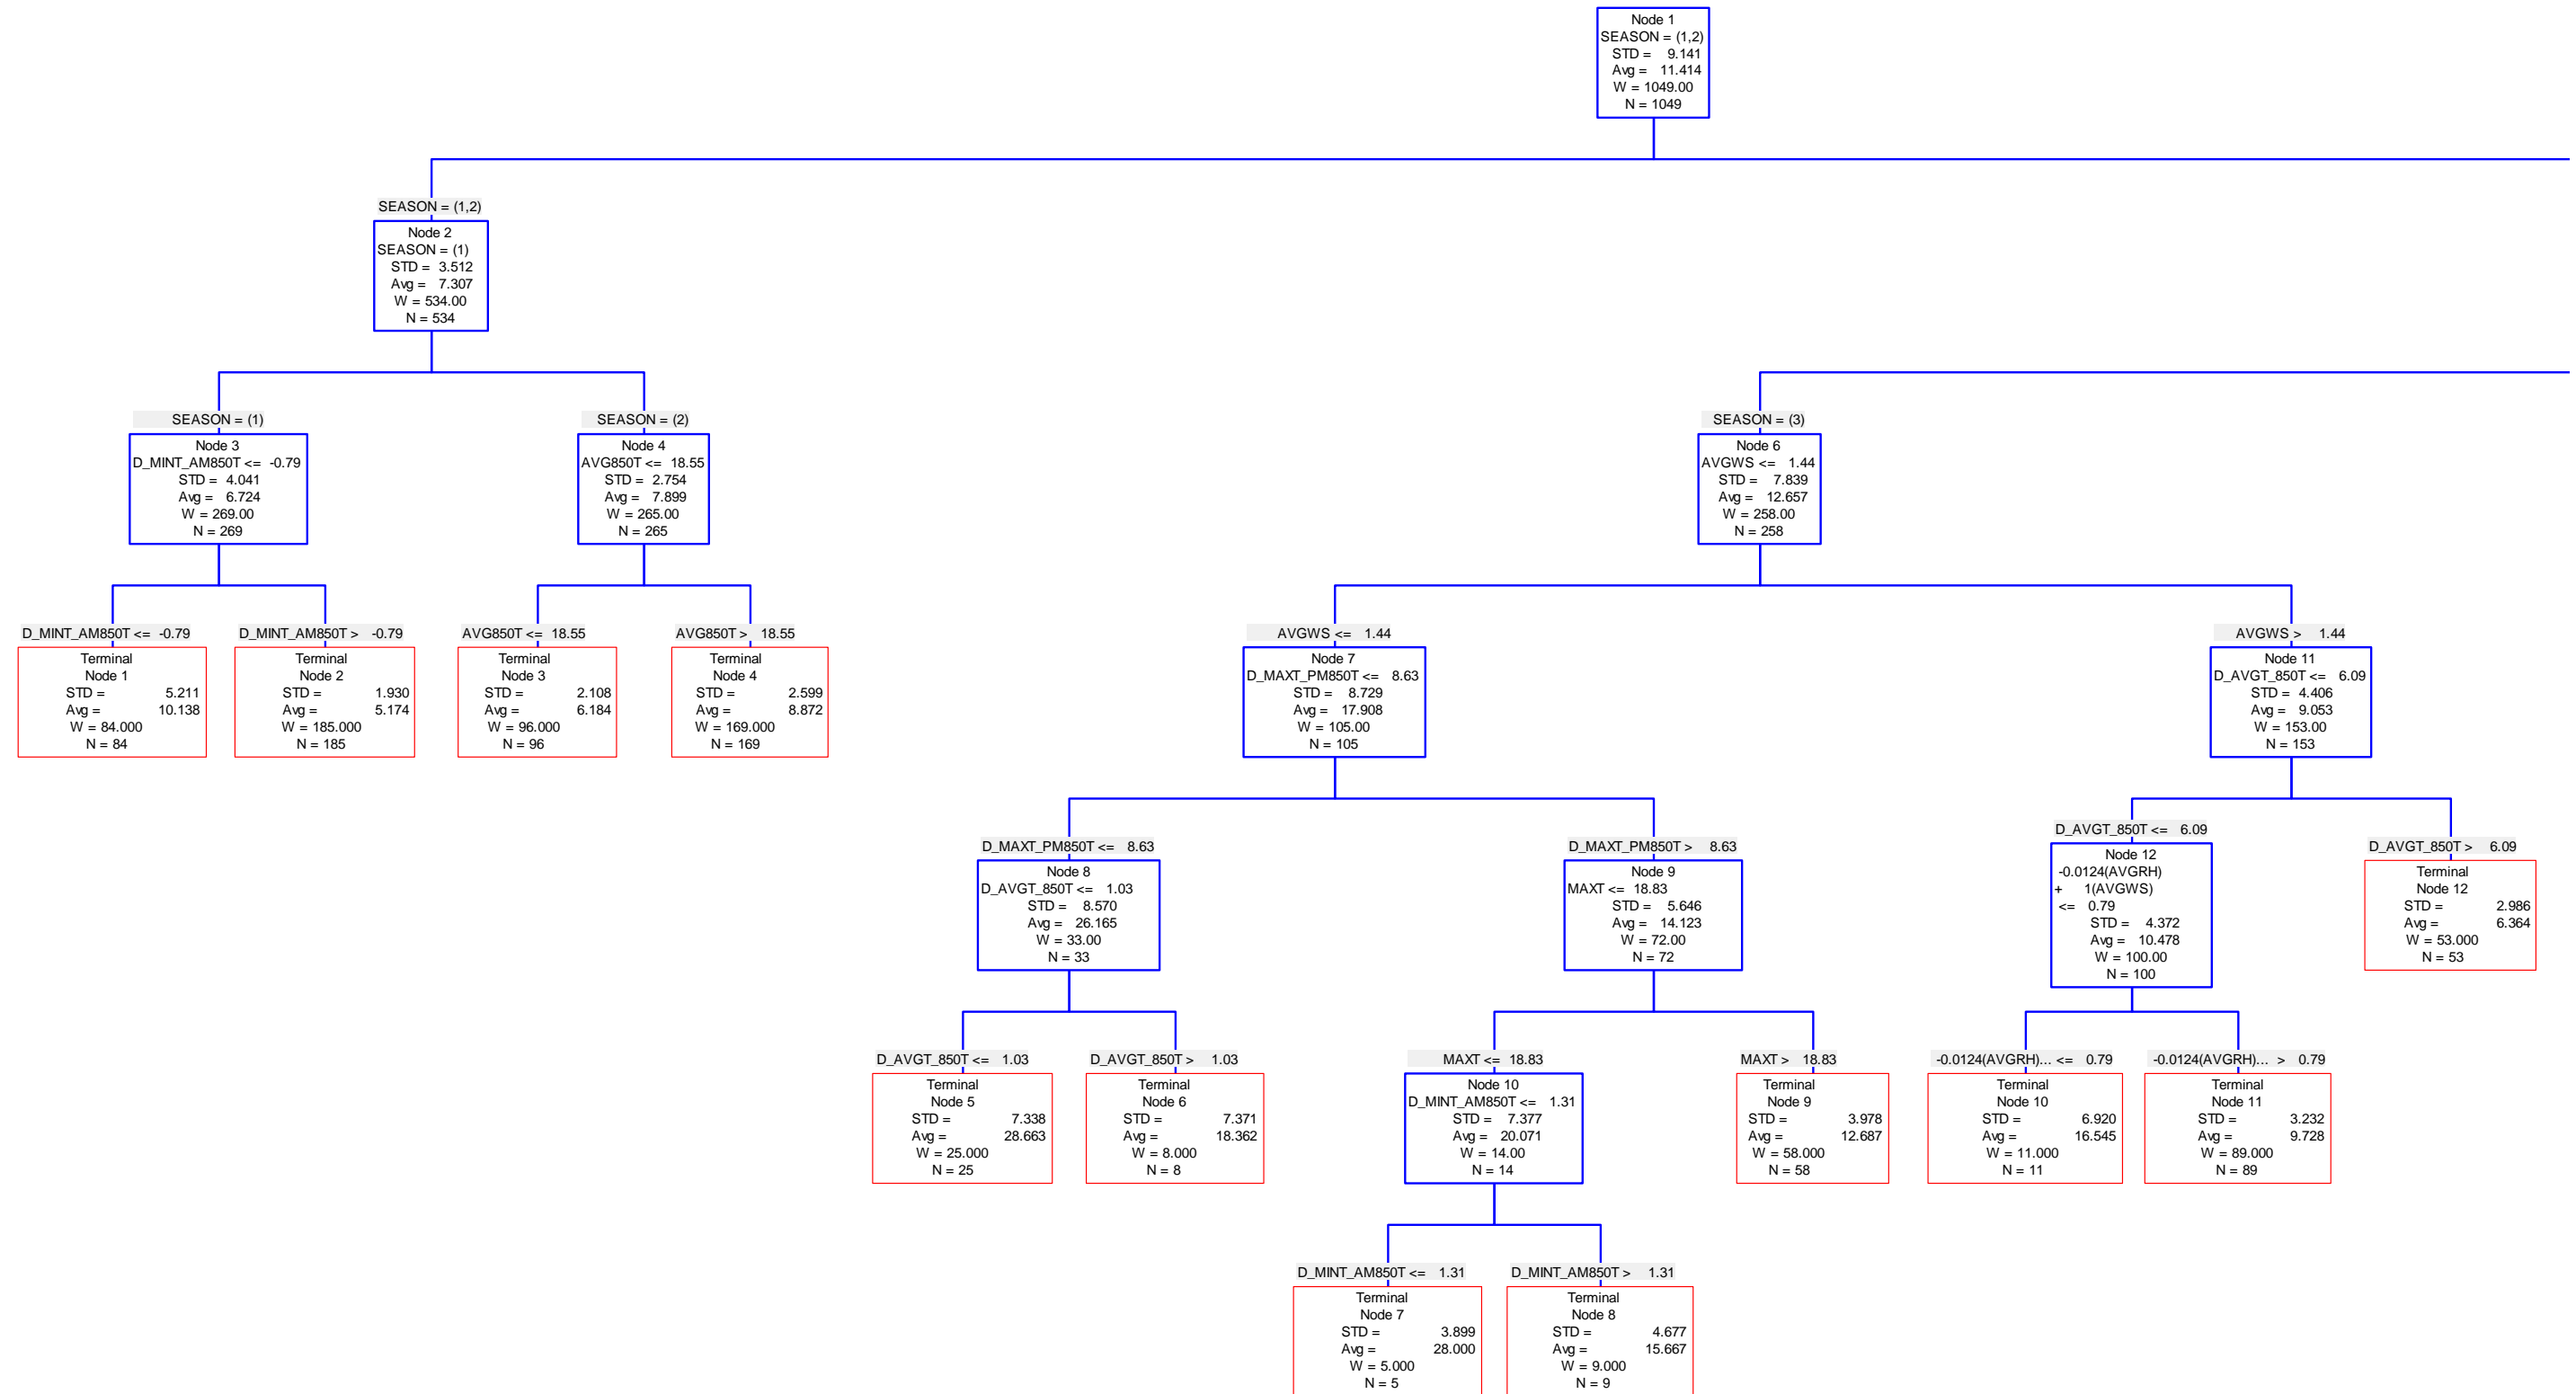 Node 1
SEASON = (1,2)
STD = 9.141
Avg = 11.414
W = 1049.00
N = 1049
SEASON = (1,2)
Node 2
SEASON = (1)
STD = 3.512
Avg = 7.307
W = 534.00
N = 534
SEASON = (1)
Node 3
D_MINT_AM850T <= -0.79
STD = 4.041
Avg = 6.724
W = 269.00
N = 269
SEASON = (2)
Node 4
AVG850T <= 18.55
STD = 2.754
Avg = 7.899
W = 265.00
N = 265
SEASON = (3)
Node 6
AVGWS <= 1.44
STD = 7.839
Avg = 12.657
W = 258.00
N = 258
D_MINT_AM850T <= -0.79
Terminal
Node 1
STD = 5.211
Avg = 10.138
W = 84.000
N = 84
D_MINT_AM850T > -0.79
Terminal
Node 2
STD = 1.930
Avg = 5.174
W = 185.000
N = 185
AVG850T <= 18.55
Terminal
Node 3
STD = 2.108
Avg = 6.184
W = 96.000
N = 96
AVG850T > 18.55
Terminal
Node 4
STD = 2.599
Avg = 8.872
W = 169.000
N = 169
AVGWS <= 1.44
Node 7
D_MAXT_PM850T <= 8.63
STD = 8.729
Avg = 17.908
W = 105.00
N = 105
AVGWS > 1.44
Node 11
D_AVGT_850T <= 6.09
STD = 4.406
Avg = 9.053
W = 153.00
N = 153
D_MAXT_PM850T <= 8.63
Node 8
D_AVGT_850T <= 1.03
STD = 8.570
Avg = 26.165
W = 33.00
N = 33
D_MAXT_PM850T > 8.63
Node 9
MAXT <= 18.83
STD = 5.646
Avg = 14.123
W = 72.00
N = 72
D_AVGT_850T <= 6.09
Node 12
-0.0124(AVGRH)
+ 1(AVGWS)
<= 0.79
STD = 4.372
Avg = 10.478
W = 100.00
N = 100
D_AVGT_850T > 6.09
Terminal
Node 12
STD = 2.986
Avg = 6.364
W = 53.000
N = 53
D_AVGT_850T <= 1.03
Terminal
Node 5
STD = 7.338
Avg = 28.663
W = 25.000
N = 25
D_AVGT_850T > 1.03
Terminal
Node 6
STD = 7.371
Avg = 18.362
W = 8.000
N = 8
MAXT <= 18.83
Node 10
D_MINT_AM850T <= 1.31
STD = 7.377
Avg = 20.071
W = 14.00
N = 14
MAXT > 18.83
Terminal
Node 9
STD = 3.978
Avg = 12.687
W = 58.000
N = 58
-0.0124(AVGRH)... <= 0.79
Terminal
Node 10
STD = 6.920
Avg = 16.545
W = 11.000
N = 11
-0.0124(AVGRH)... > 0.79
Terminal
Node 11
STD = 3.232
Avg = 9.728
W = 89.000
N = 89
D_MINT_AM850T <= 1.31
Terminal
Node 7
STD = 3.899
Avg = 28.000
W = 5.000
N = 5
D_MINT_AM850T > 1.31
Terminal
Node 8
STD = 4.677
Avg = 15.667
W = 9.000
N = 9